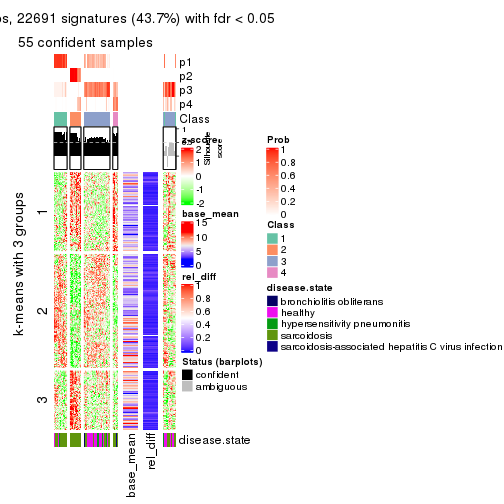 s, 22691 signatures (43.7%) with fdr < 0.05
55 confident samples
p1
p2
p3
p4
Class
1
Silhouette
score
z-score
2
1
0
-1
-2
base_mean
15
10
5
0
rel_diff
1
0.8
0.6
0.4
0.2
0
Status (barplots)
confident
ambiguous
Prob
1
0.8
0.6
0.4
0.2
0
Class
1
2
3
4
disease.state
bronchiolitis obliterans
healthy
hypersensitivity pneumonitis
sarcoidosis
sarcoidosis-associated hepatitis C virus infection
k-means with 3 groups
1
2
3
disease.state
base_mean
rel_diff